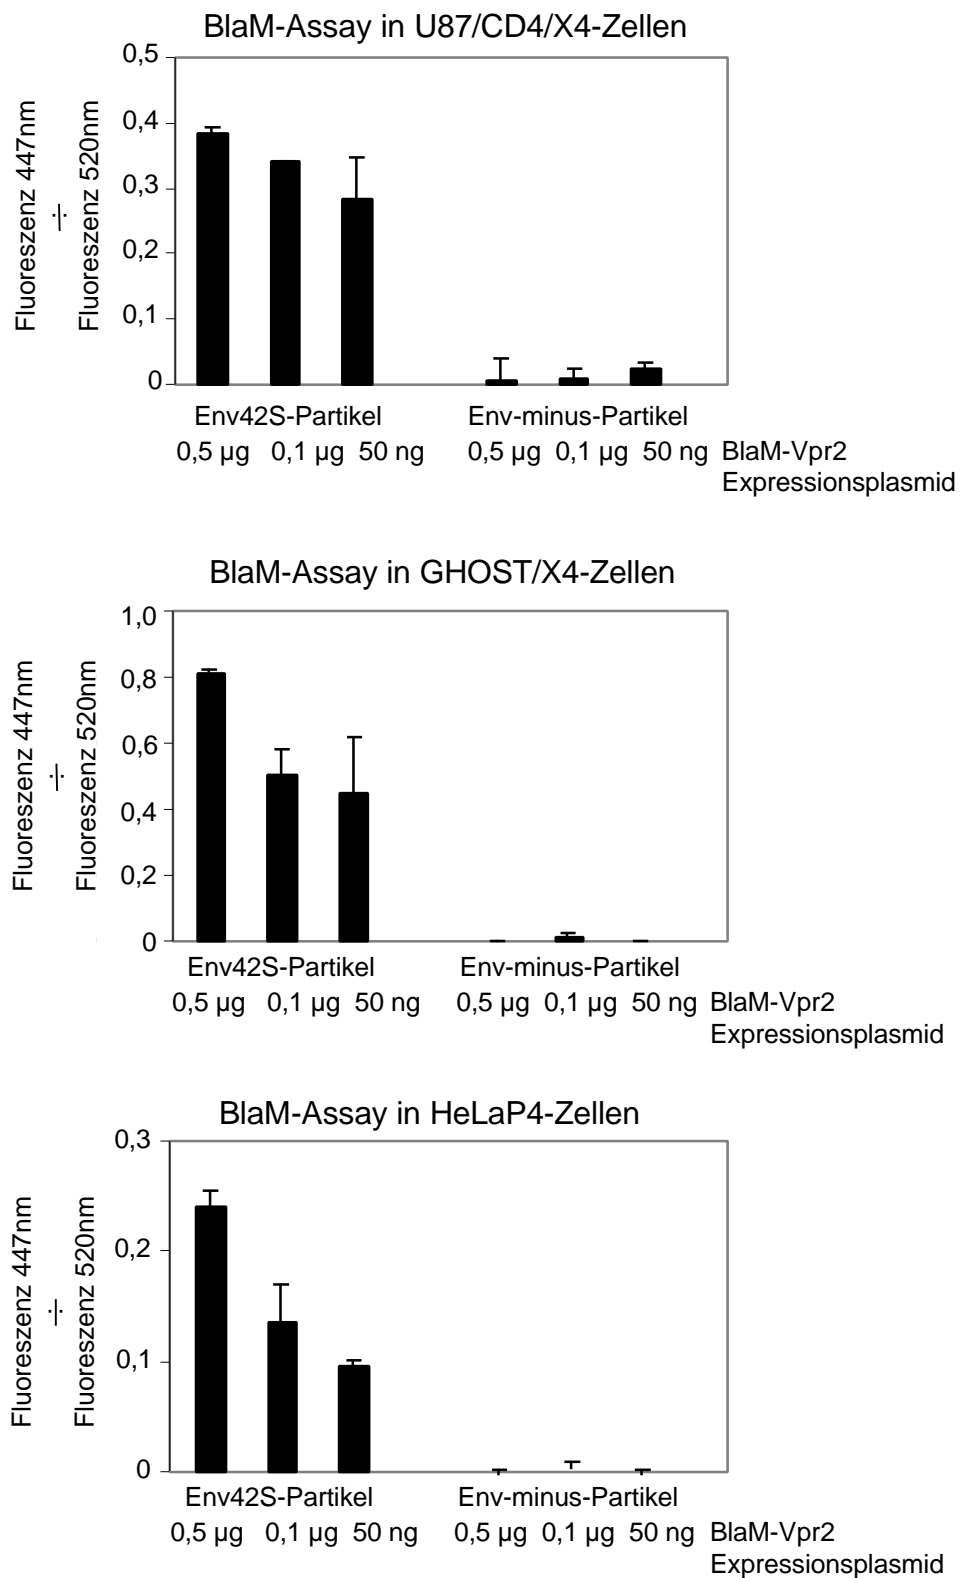 BlaM-Assay in U87/CD4/X4-Zellen
Fluoreszenz 447nm
÷
Fluoreszenz 520nm
0,5
0,4
0,3
0,2
0,1
0
Env42S-Partikel Env-minus-Partikel
0,5 µg 0,1 µg 50 ng 0,5 µg 0,1 µg 50 ng BlaM-Vpr2
Expressionsplasmid
BlaM-Assay in GHOST/X4-Zellen
Fluoreszenz 447nm
÷
Fluoreszenz 520nm
1,0
0,8
0,6
0,4
0,2
0
Env42S-Partikel Env-minus-Partikel
0,5 µg 0,1 µg 50 ng 0,5 µg 0,1 µg 50 ng BlaM-Vpr2
Expressionsplasmid
BlaM-Assay in HeLaP4-Zellen
Fluoreszenz 447nm
÷
Fluoreszenz 520nm
0,3
0,2
0,1
0
Env42S-Partikel Env-minus-Partikel
0,5 µg 0,1 µg 50 ng 0,5 µg 0,1 µg 50 ng BlaM-Vpr2
Expressionsplasmid